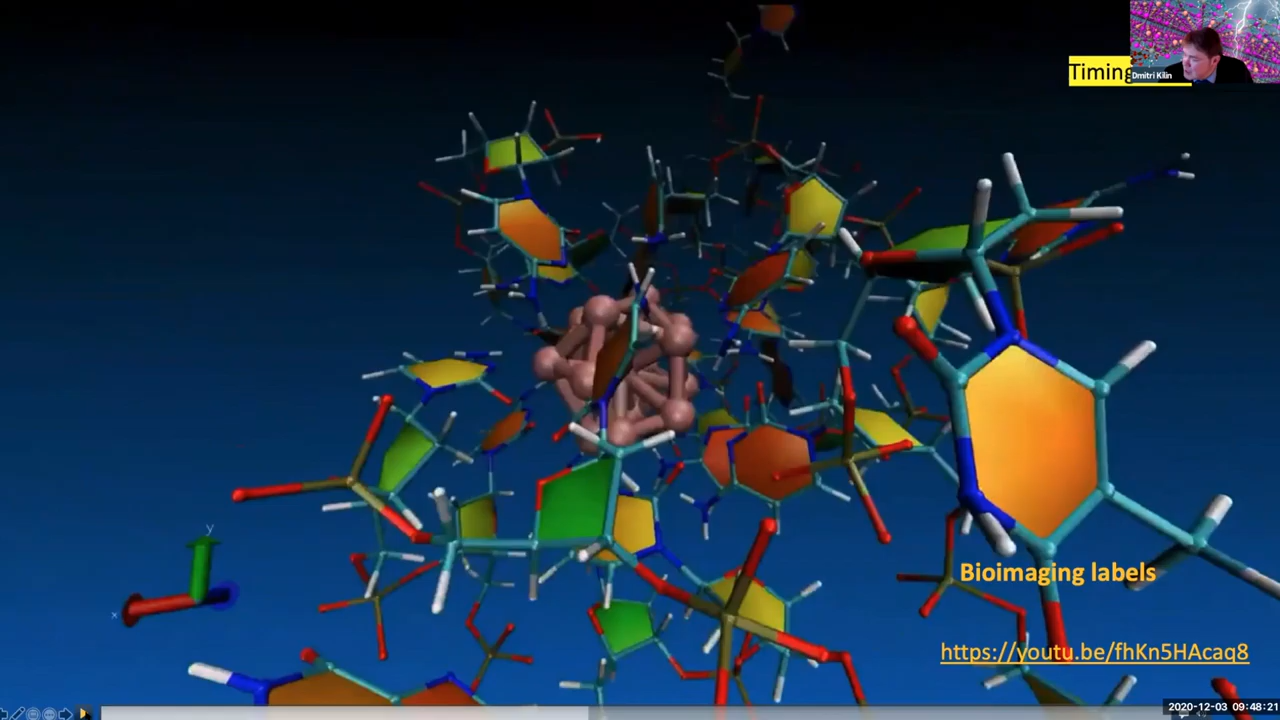 Timing
Dmitri Kilin
y
x
Bioimaging labels
https://youtu.be/fhKn5HAcaq8
2020-12-03 09:48:21